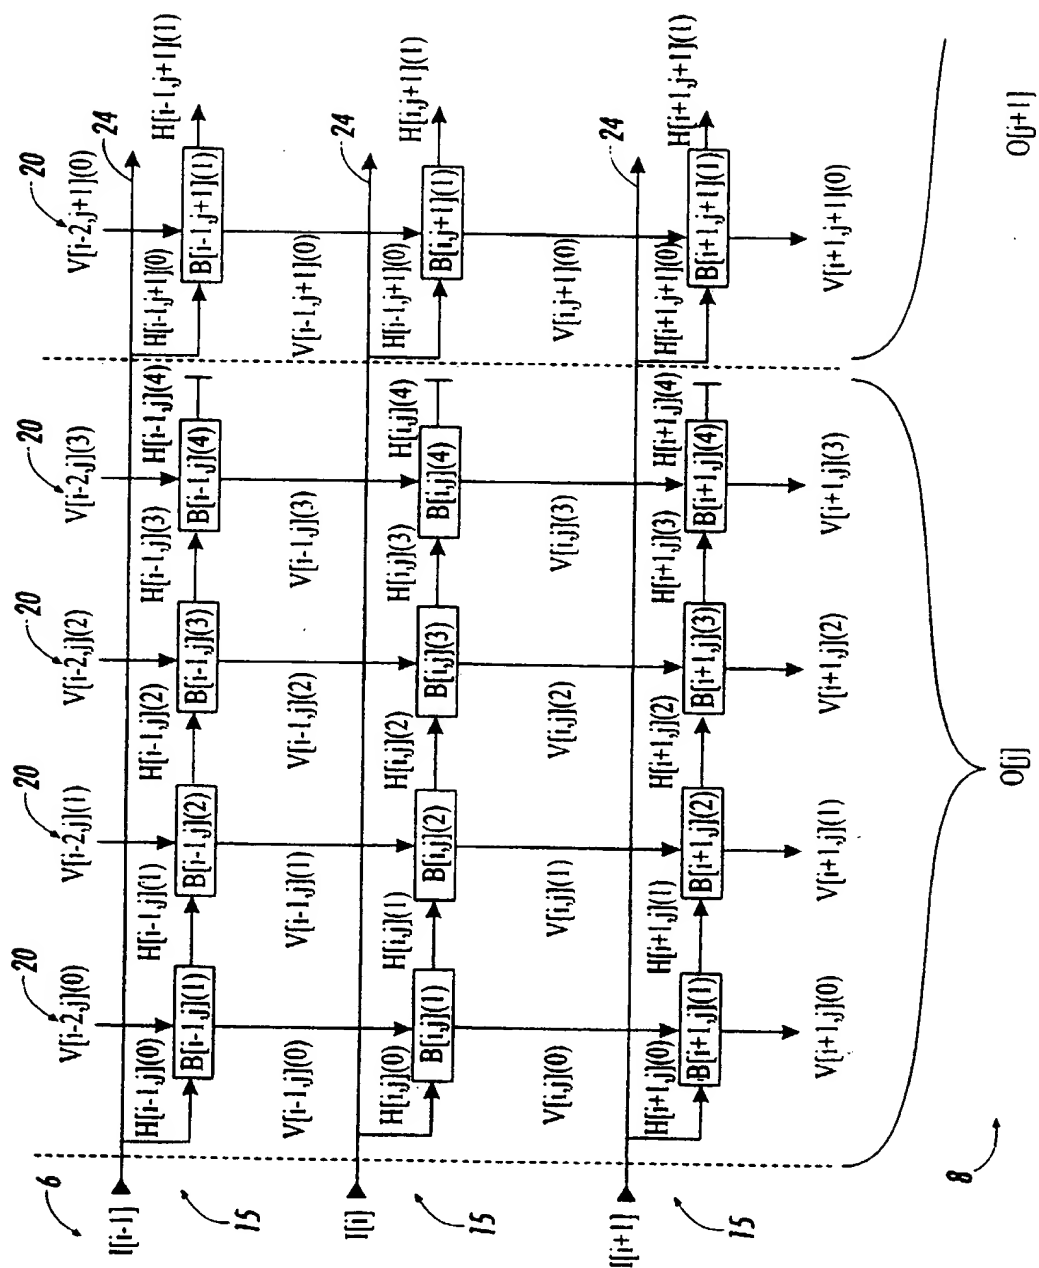 20 20 20 20 20
6 V[i-2,j](0) V[i-2,j](1) V[i-2,j](2) V[i-2,j](3) V[i-2,j+1](0)
24
I[i-1]
H[i-1,j](0) H[i-1,j](1) H[i-1,j](2) H[i-1,j](3) H[i-1,j](4) H[i-1,j+1](0) H[i-1,j+1](1)
B[i-1,j](1) B[i-1,j](2) B[i-1,j](3) B[i-1,j](4) B[i-1,j+1](1)
15
V[i-1,j](0) V[i-1,j](1) V[i-1,j](2) V[i-1,j](3) V[i-1,j+1](0)
24
I[i]
H[i,j](0) H[i,j](1) H[i,j](2) H[i,j](3) H[i,j](4) H[i-1,j+1](0) H[i,j+1](1)
B[i,j](1) B[i,j](2) B[i,j](3) B[i,j](4) B[i,j+1](1)
15
V[i,j](0) V[i,j](1) V[i,j](2) V[i,j](3) V[i,j+1](0)
24
I[i+1]
H[i+1,j](0) H[i+1,j](1) H[i+1,j](2) H[i+1,j](3) H[i+1,j](4) H[i+1,j+1](0) H[i+1,j+1](1)
B[i+1,j](1) B[i+1,j](2) B[i+1,j](3) B[i+1,j](4) B[i+1,j+1](1)
15
V[i+1,j](0) V[i+1,j](1) V[i+1,j](2) V[i+1,j](3) V[i+1,j+1](0)
8
O[j] O[j+1]